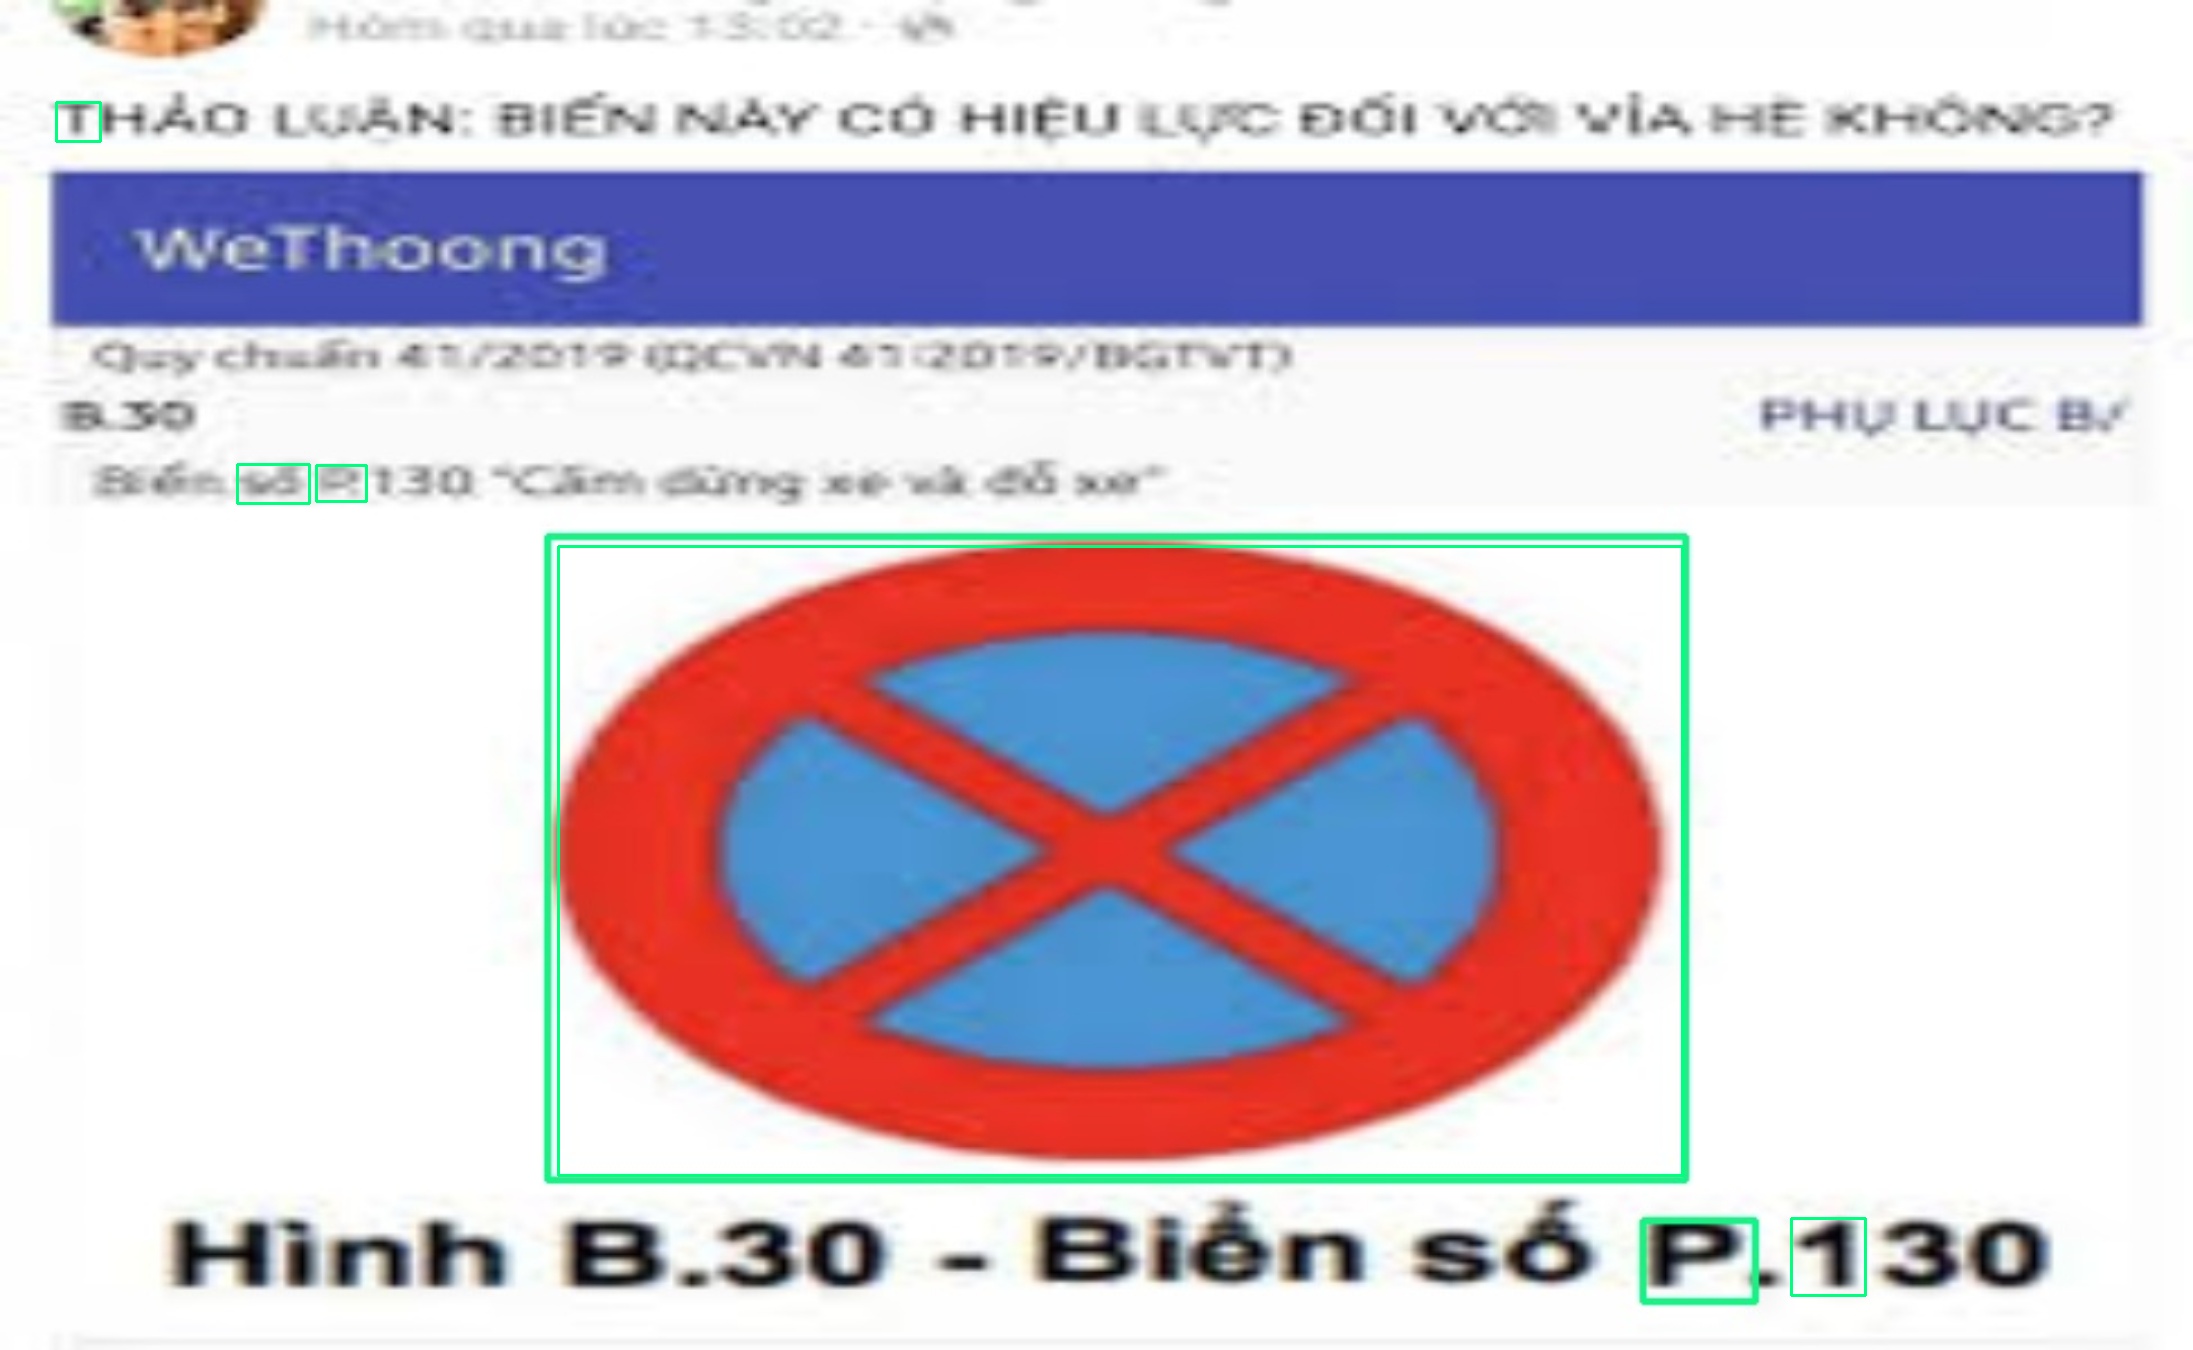 Hôm qua lúc 13:02
THẢO LUẬN: BIỂN NÀY CÓ HIỆU LỰC ĐỐI VỚI VỈA HÈ KHÔNG?
WeThoong
Quy chuẩn 41/2019 (QCVN 41:2019/BGTVT)
B.30 PHỤ LỤC B/
Biển số P.130 "Cấm dừng xe và đỗ xe"
Hình B.30 - Biển số P.130